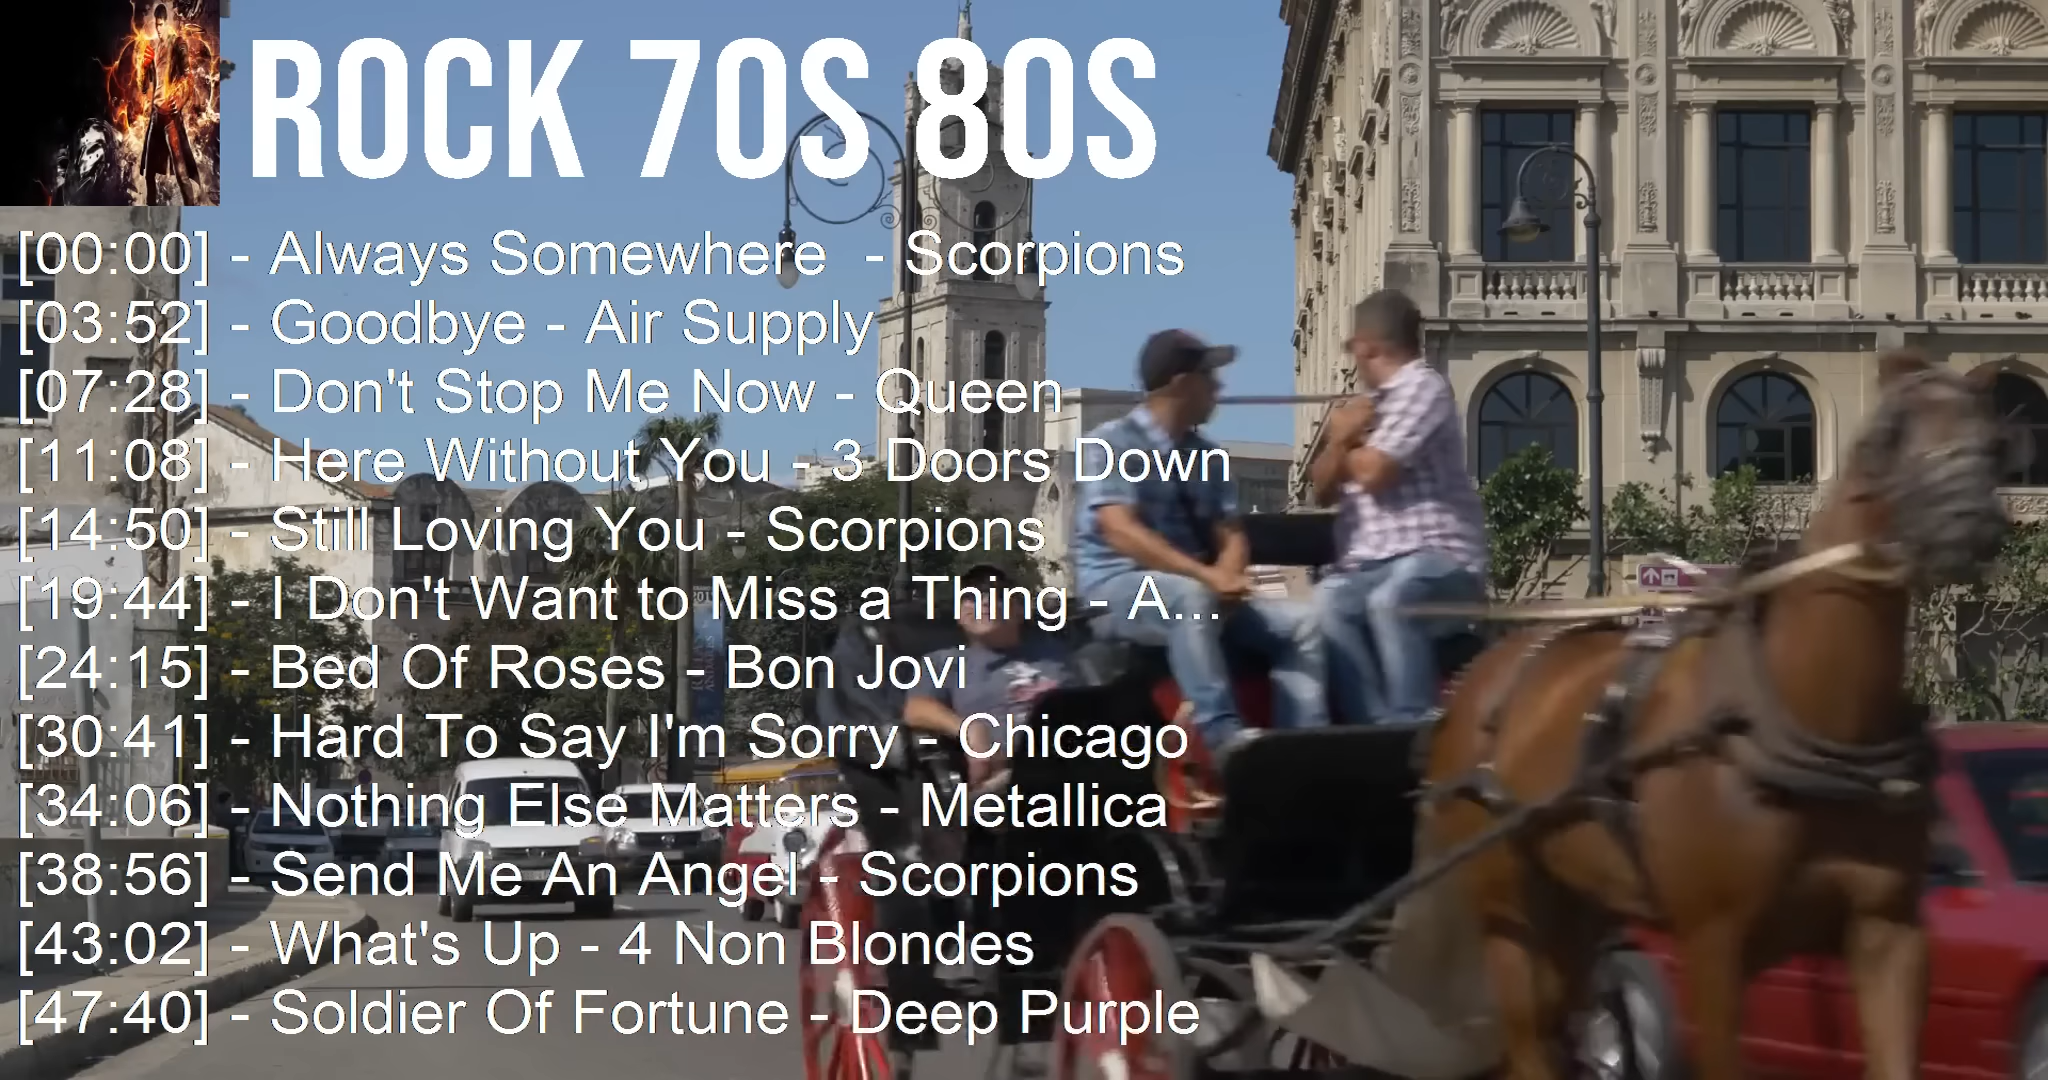 ROCK 70S 80S
[00:00] - Always Somewhere  - Scorpions
[03:52] - Goodbye - Air Supply
[07:28] - Don't Stop Me Now - Queen
[11:08] - Here Without You - 3 Doors Down
[14:50] - Still Loving You - Scorpions
[19:44] - I Don't Want to Miss a Thing - A...
[24:15] - Bed Of Roses - Bon Jovi
[30:41] - Hard To Say I'm Sorry - Chicago
[34:06] - Nothing Else Matters - Metallica
[38:56] - Send Me An Angel - Scorpions
[43:02] - What's Up - 4 Non Blondes
[47:40] - Soldier Of Fortune - Deep Purple